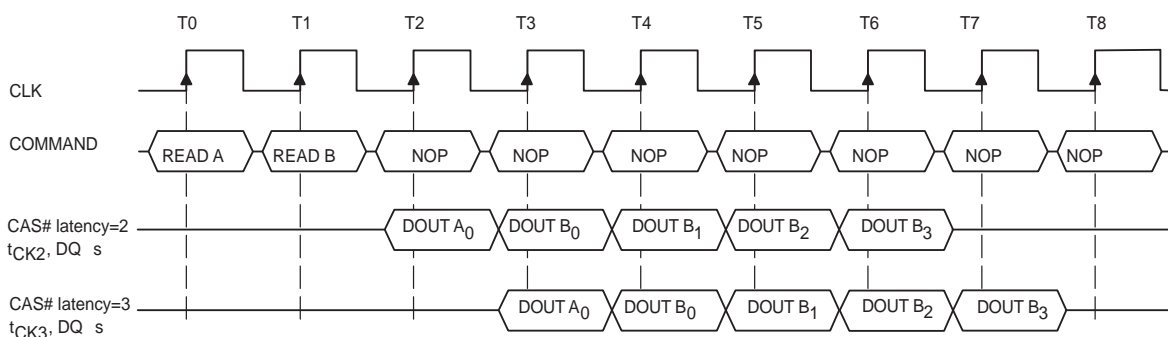 T0 T1 T2 T3 T4 T5 T6 T7 T8
CLK
COMMAND READ A READ B NOP NOP NOP NOP NOP NOP NOP
CAS# latency=2 DOUT A0 DOUT B0 DOUT B1 DOUT B2 DOUT B3
tCK2, DQ s
CAS# latency=3 DOUT A0 DOUT B0 DOUT B1 DOUT B2 DOUT B3
tCK3, DQ s